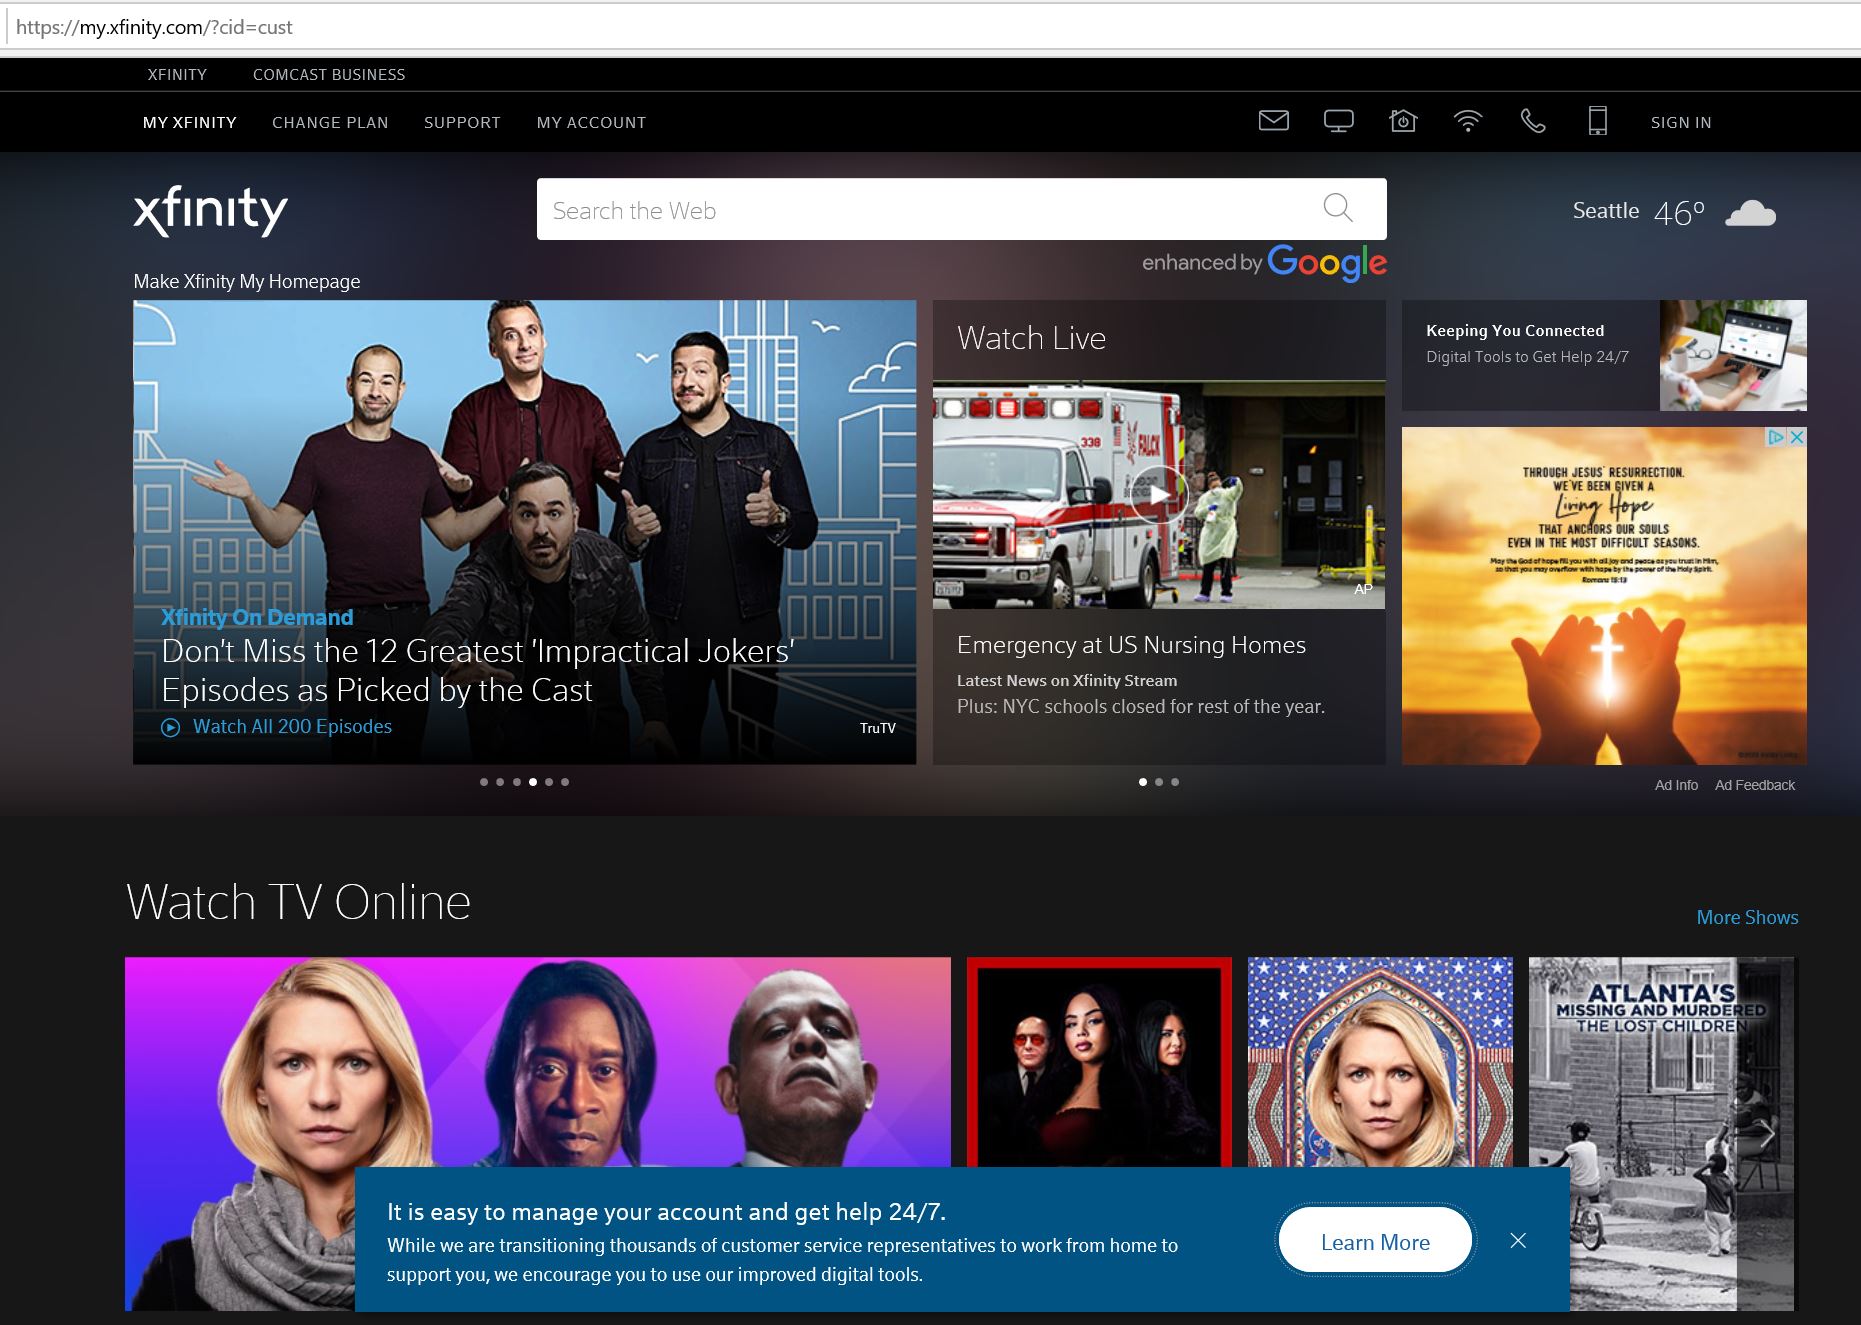 https://my.xfinity.com/?cid=cust
XFINITY COMCAST BUSINESS
MY XFINITY CHANGE PLAN SUPPORT MY ACCOUNT SIGN IN
xfinity
Search the Web
Seattle 46°
enhanced by Google
Make Xfinity My Homepage
Xfinity On Demand
Don't Miss the 12 Greatest 'Impractical Jokers'
Episodes as Picked by the Cast
Watch All 200 Episodes
TruTV
Watch Live
338
FALCK
AP
Emergency at US Nursing Homes
Latest News on Xfinity Stream
Plus: NYC schools closed for rest of the year.
Keeping You Connected
Digital Tools to Get Help 24/7
THROUGH JESUS' RESURRECTION,
WE'VE BEEN GIVEN A
Living Hope
THAT ANCHORS OUR SOULS
EVEN IN THE MOST DIFFICULT SEASONS.
May the God of hope fill you with all joy and peace as you trust in Him,
so that you may overflow with hope by the power of the Holy Spirit.
Romans 15:13
Ad Info Ad Feedback
Watch TV Online
More Shows
ATLANTA'S
MISSING AND MURDERED
THE LOST CHILDREN
It is easy to manage your account and get help 24/7.
While we are transitioning thousands of customer service representatives to work from home to
support you, we encourage you to use our improved digital tools.
Learn More